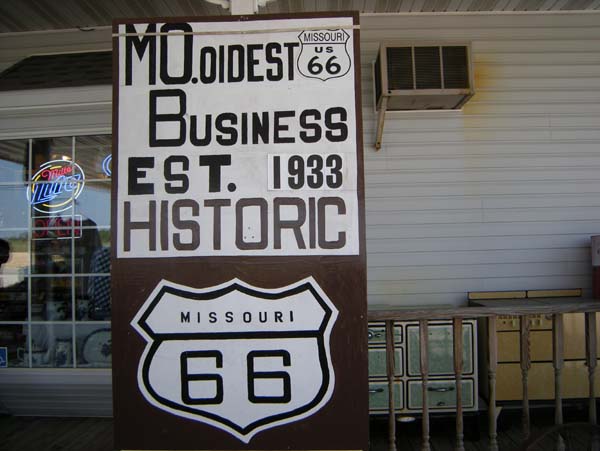 MO.OIDEST
MISSOURI
US
66
BUSINESS
EST. 1933
HISTORIC
MISSOURI
66
Miller
Lite